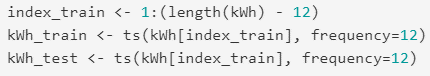 index_train <- 1:(length(kWh) - 12)
kWh_train <- ts(kWh[index_train], frequency=12)
kWh_test <- ts(kWh[index_train], frequency=12)